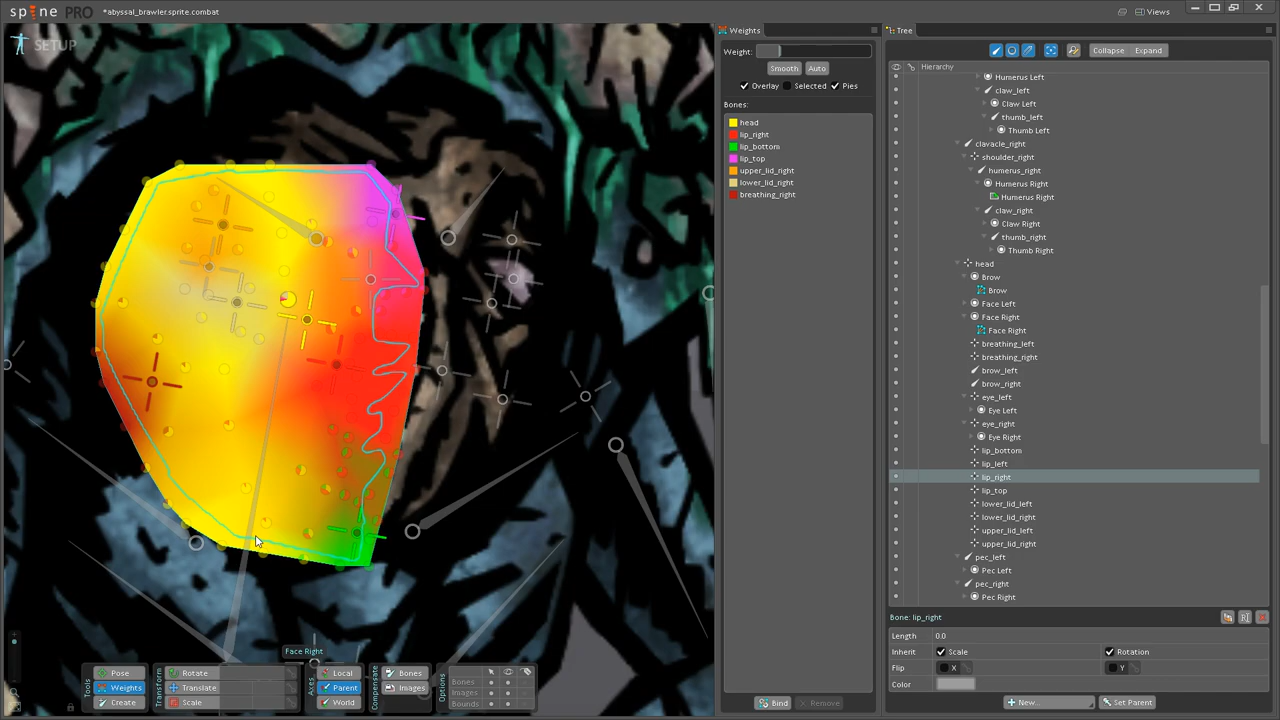 spine PRO
*abyssal_brawler.sprite.combat
Views
SETUP
Weights
Weight:
Smooth
Auto
Overlay
Selected
Pies
Bones:
head
lip_right
lip_bottom
lip_top
upper_lid_right
lower_lid_right
breathing_right
Bind
Remove
Tree
Collapse
Expand
Hierarchy
Humerus Left
claw_left
Claw Left
thumb_left
Thumb Left
clavacle_right
shoulder_right
humerus_right
Humerus Right
Humerus Right
claw_right
Claw Right
thumb_right
Thumb Right
head
Brow
Brow
Face Left
Face Right
Face Right
breathing_left
breathing_right
brow_left
brow_right
eye_left
Eye Left
eye_right
Eye Right
lip_bottom
lip_left
lip_right
lip_top
lower_lid_left
lower_lid_right
upper_lid_left
upper_lid_right
pec_left
Pec Left
pec_right
Pec Right
Bone: lip_right
Length 0.0
Inherit Scale Rotation
Flip X Y
Color
New...
Set Parent
Face Right
Tools
Pose
Weights
Create
Transform
Rotate
Translate
Scale
Axes
Local
Parent
World
Compensate
Bones
Images
Options
Bones
Images
Others